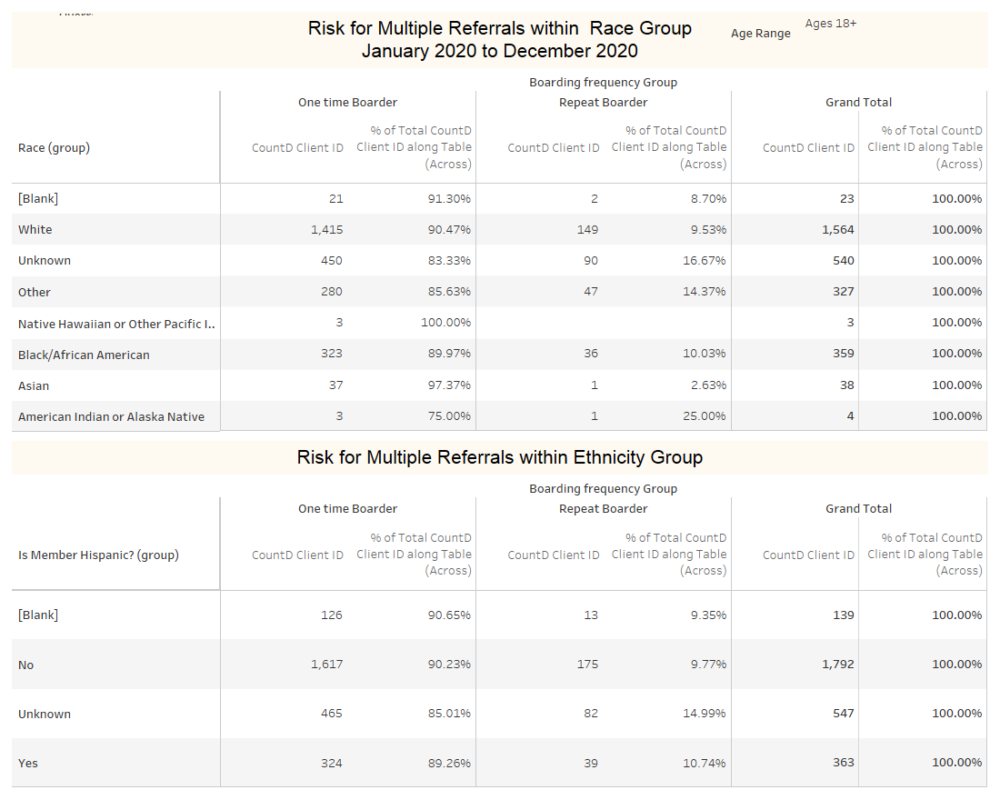 Risk for Multiple Referrals within Race Group
January 2020 to December 2020
Age Range
Ages 18+
Boarding frequency Group
One time Boarder Repeat Boarder Grand Total
Race (group) CountD Client ID % of Total CountD Client ID along Table (Across) CountD Client ID % of Total CountD Client ID along Table (Across) CountD Client ID % of Total CountD Client ID along Table (Across)
[Blank] 21 91.30% 2 8.70% 23 100.00%
White 1,415 90.47% 149 9.53% 1,564 100.00%
Unknown 450 83.33% 90 16.67% 540 100.00%
Other 280 85.63% 47 14.37% 327 100.00%
Native Hawaiian or Other Pacific I.. 3 100.00% 3 100.00%
Black/African American 323 89.97% 36 10.03% 359 100.00%
Asian 37 97.37% 1 2.63% 38 100.00%
American Indian or Alaska Native 3 75.00% 1 25.00% 4 100.00%
Risk for Multiple Referrals within Ethnicity Group
Boarding frequency Group
One time Boarder Repeat Boarder Grand Total
Is Member Hispanic? (group) CountD Client ID % of Total CountD Client ID along Table (Across) CountD Client ID % of Total CountD Client ID along Table (Across) CountD Client ID % of Total CountD Client ID along Table (Across)
[Blank] 126 90.65% 13 9.35% 139 100.00%
No 1,617 90.23% 175 9.77% 1,792 100.00%
Unknown 465 85.01% 82 14.99% 547 100.00%
Yes 324 89.26% 39 10.74% 363 100.00%